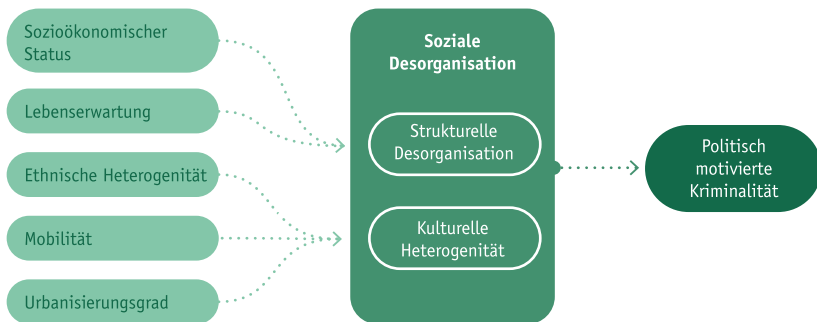 Sozioökonomischer
Status
Lebenserwartung
Ethnische Heterogenität
Mobilität
Urbanisierungsgrad
Soziale
Desorganisation
Strukturelle
Desorganisation
Kulturelle
Heterogenität
Politisch
motivierte
Kriminalität